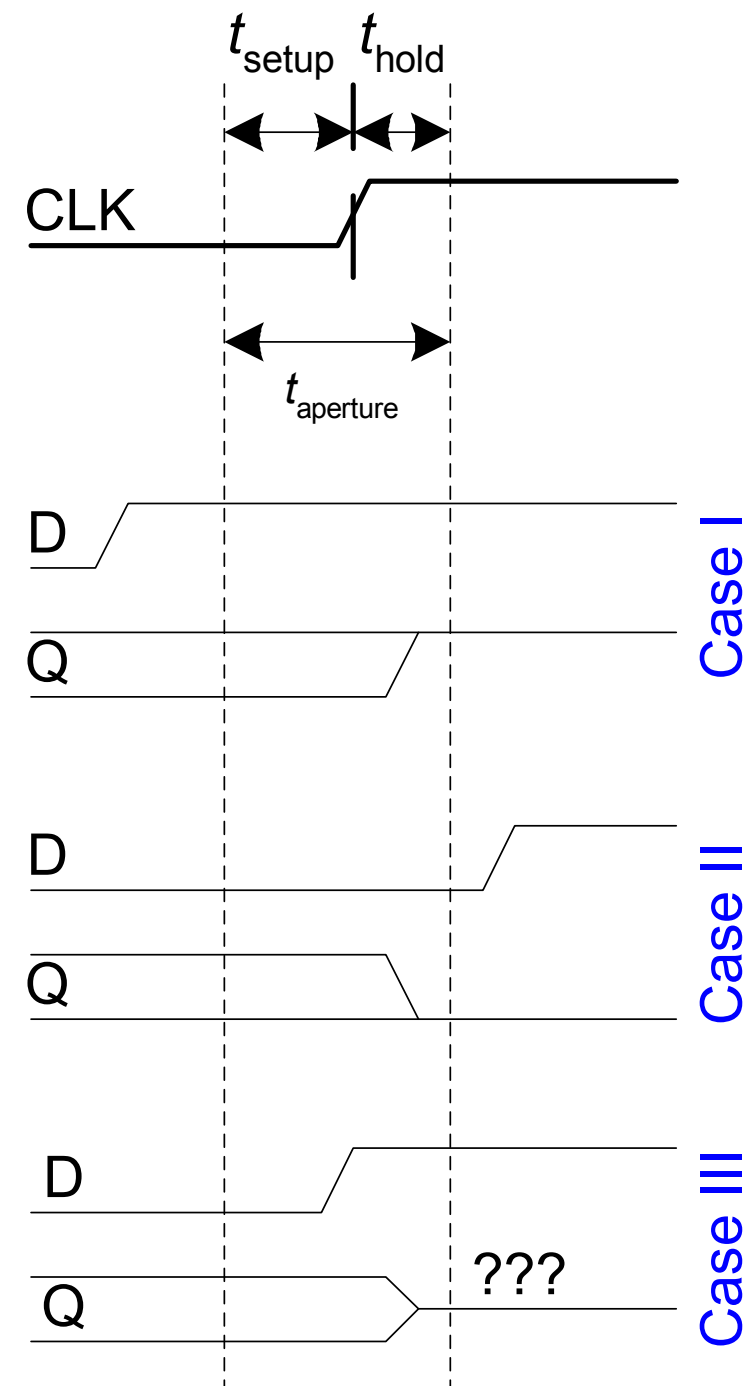 tsetup thold
CLK
taperture
D
Q
Case I
D
Q
Case II
D
Q
???
Case III